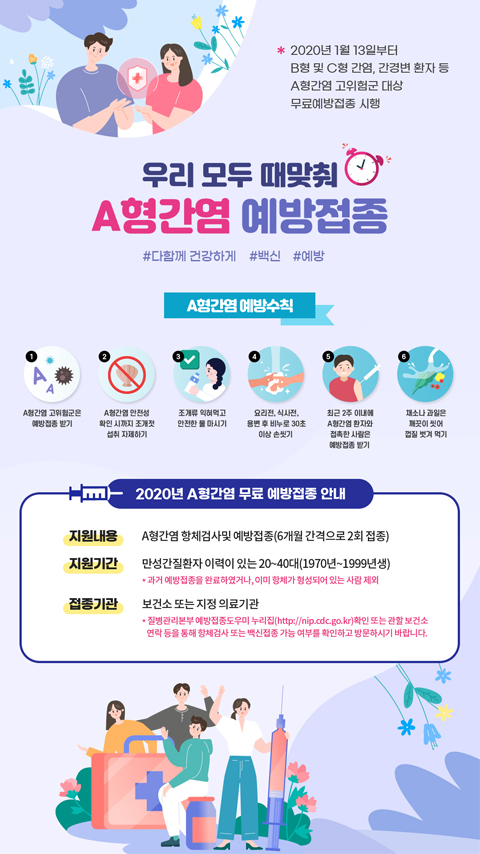 * 2020년 1월 13일부터
B형 및 C형 간염, 간경변 환자 등
A형간염 고위험군 대상
무료예방접종 시행
우리 모두 때맞춰
A형간염 예방접종
#다함께 건강하게 #백신 #예방
A형간염 예방수칙
1
A형간염 고위험군은
예방접종 받기
2
A형간염 안전성
확인 시까지 조개젓
섭취 자제하기
3
조개류 익혀먹고
안전한 물 마시기
4
요리전, 식사전,
용변 후 비누로 30초
이상 손씻기
5
최근 2주 이내에
A형간염 환자와
접촉한 사람은
예방접종 받기
6
채소나 과일은
깨끗이 씻어
껍질 벗겨 먹기
2020년 A형간염 무료 예방접종 안내
지원내용 A형간염 항체검사및 예방접종(6개월 간격으로 2회 접종)
지원기간 만성간질환자 이력이 있는 20~40대(1970년~1999년생)
* 과거 예방접종을 완료하였거나, 이미 항체가 형성되어 있는 사람 제외
접종기관 보건소 또는 지정 의료기관
* 질병관리본부 예방접종도우미 누리집(http://nip.cdc.go.kr)확인 또는 관할 보건소
연락 등을 통해 항체검사 또는 백신접종 가능 여부를 확인하고 방문하시기 바랍니다.